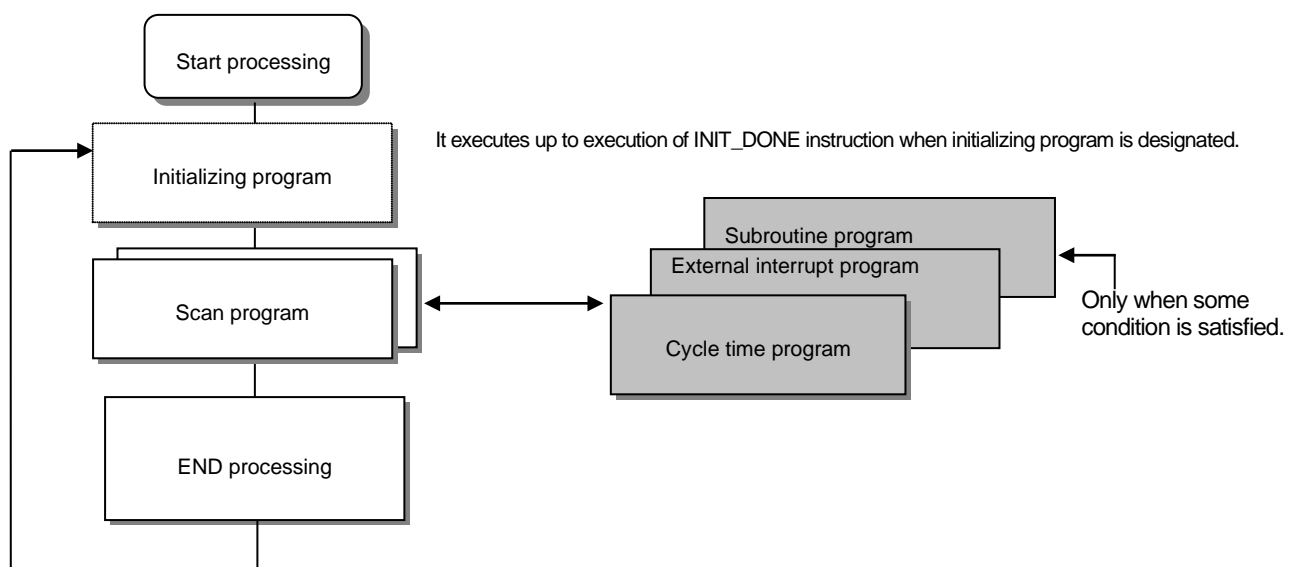 Start processing
It executes up to execution of INIT_DONE instruction when initializing program is designated.
Initializing program
Subroutine program
External interrupt program
Scan program
Only when some
condition is satisfied.
Cycle time program
END processing